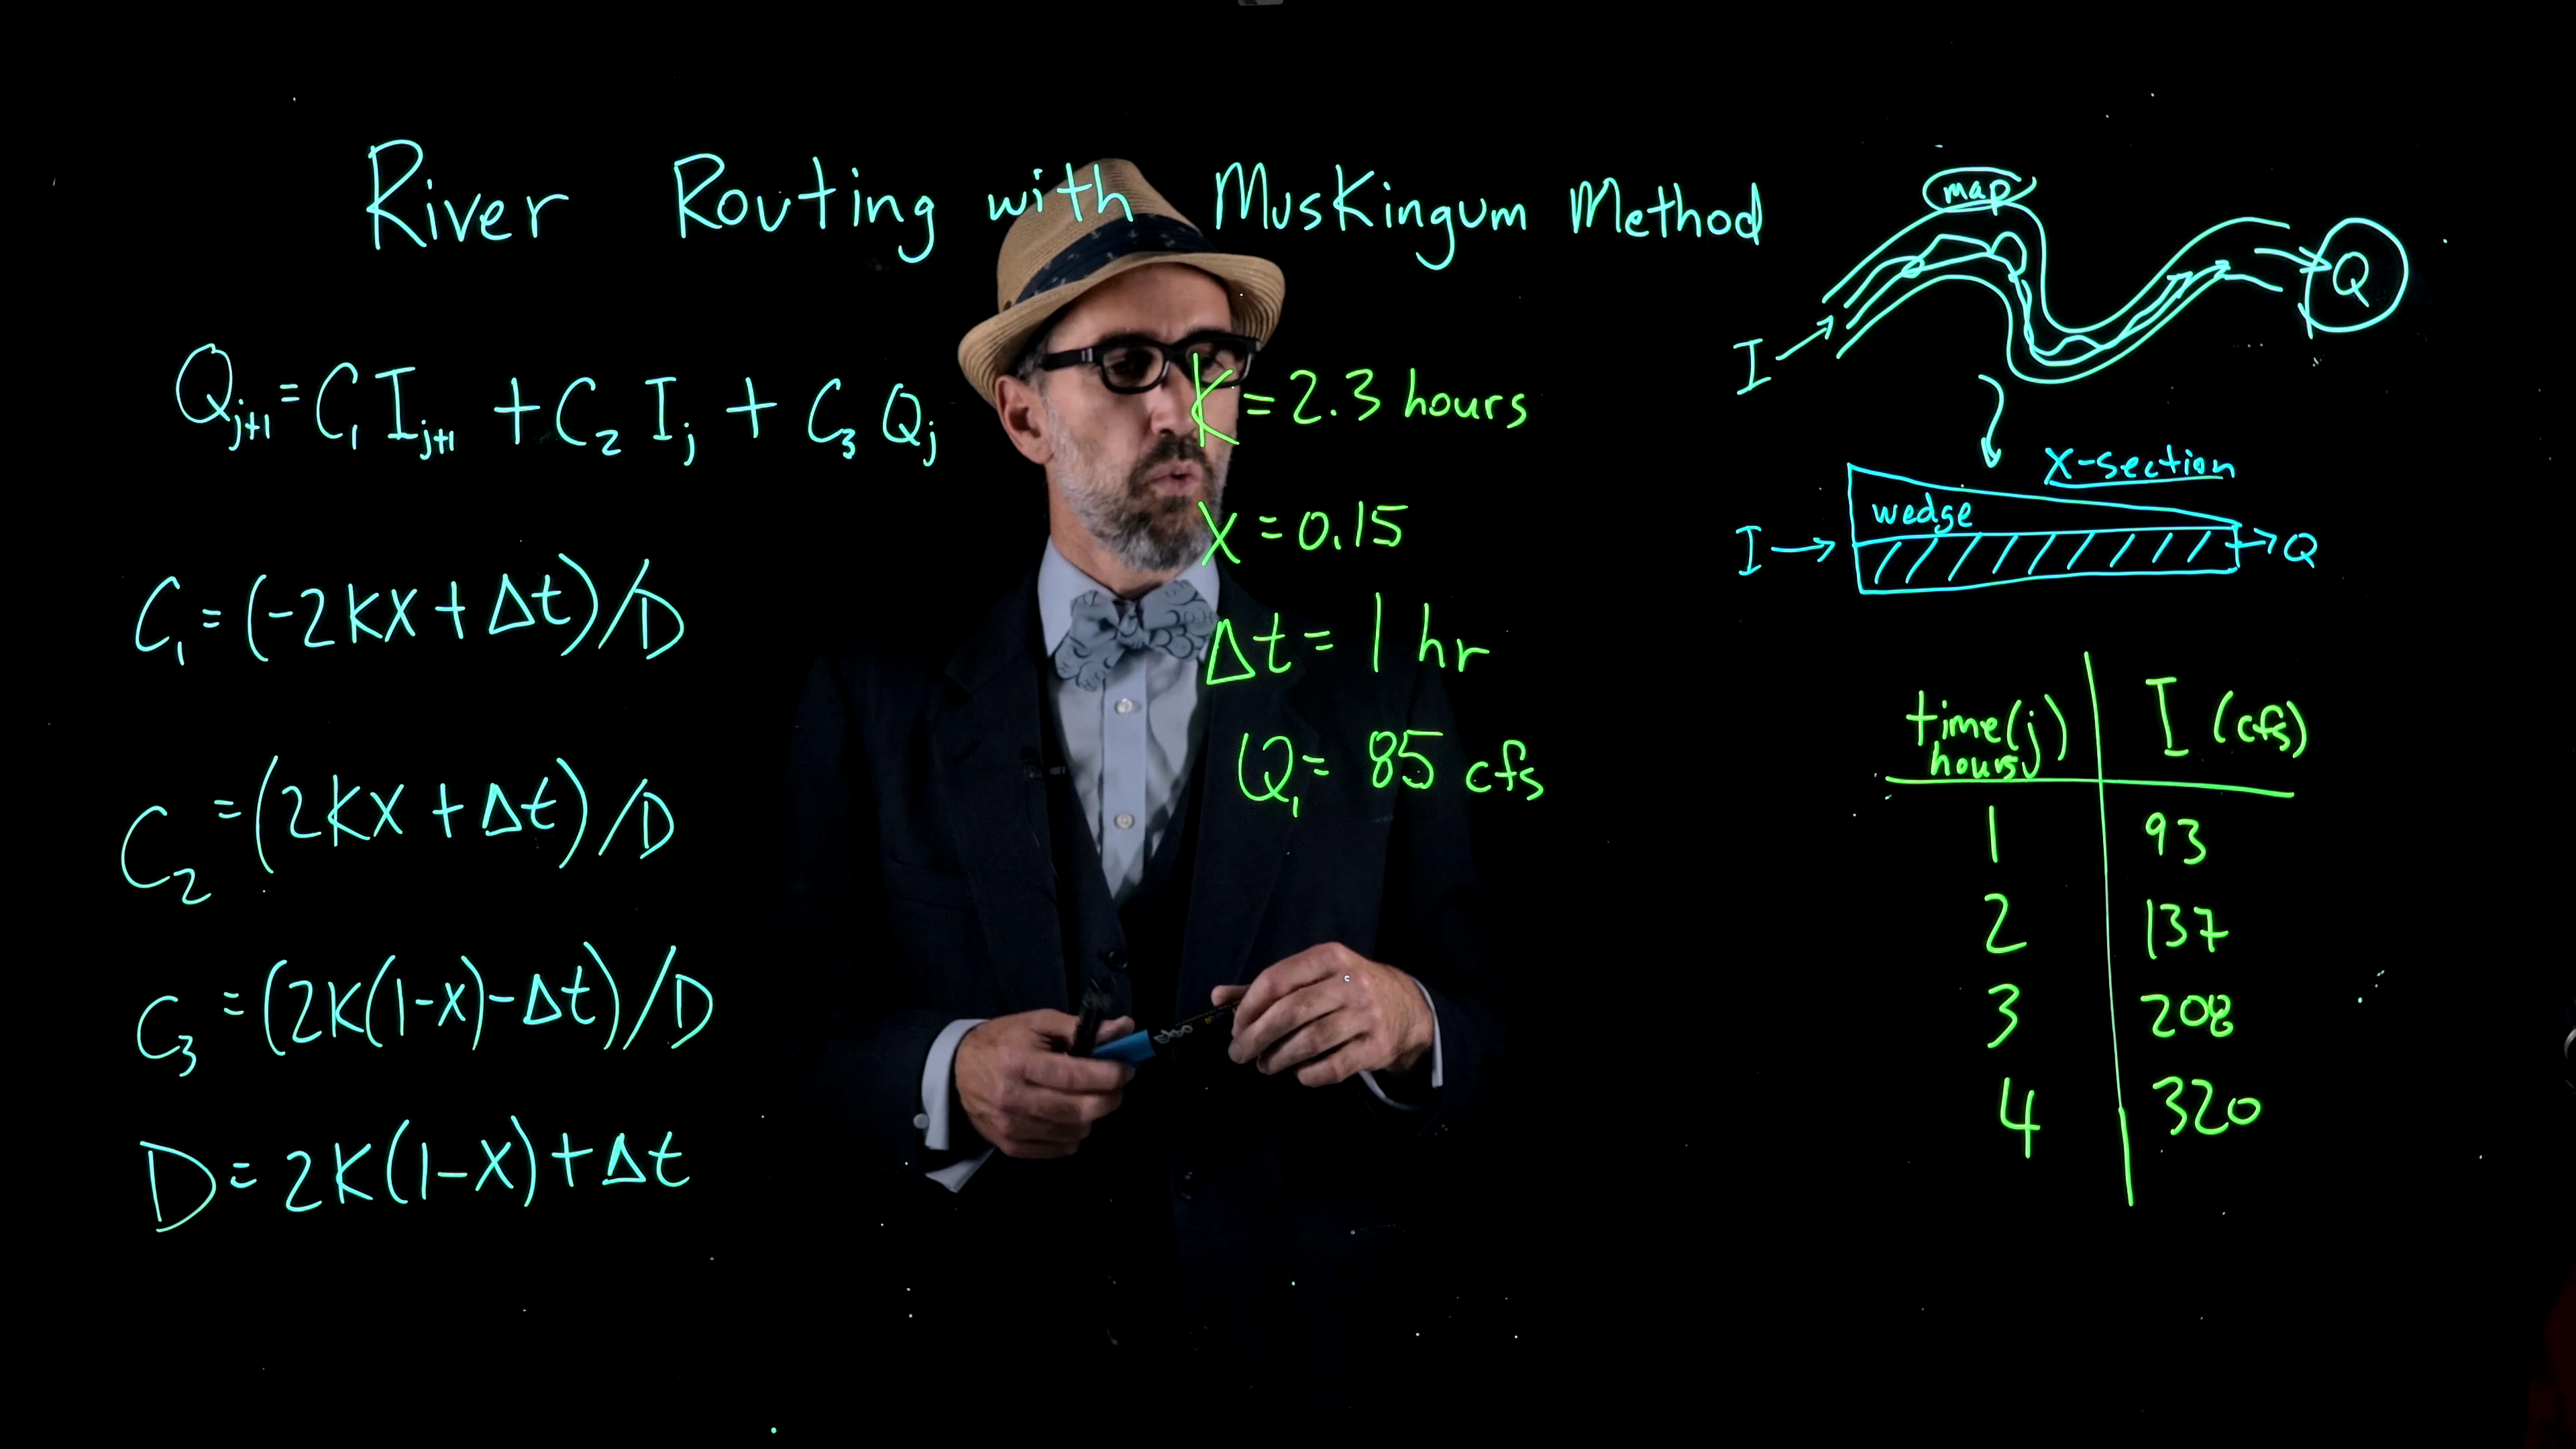 River Routing with Muskingum Method
Qj+1 = C1 Ij+1 + C2 Ij + C3 Qj
C1 = (-2KX + Δt)/D
C2 = (2KX + Δt)/D
C3 = (2K(1-X)-Δt)/D
D = 2K(1-X)+Δt
K = 2.3 hours
X = 0.15
Δt = 1 hr
Q1 = 85 cfs
map
I
Q
X-section
wedge
I
Q
time(j) hours I (cfs)
1 93
2 137
3 208
4 320